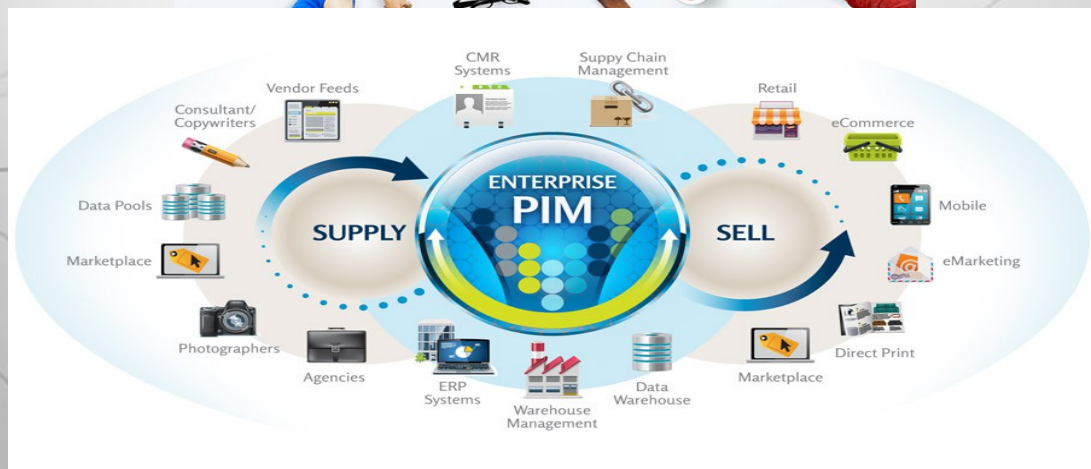 CMR
Systems
Suppy Chain
Management
Vendor Feeds
Retail
Consultant/
Copywriters
eCommerce
ENTERPRISE
PIM
Data Pools
Mobile
SUPPLY
SELL
Marketplace
eMarketing
Photographers
Direct Print
Agencies
Marketplace
ERP
Systems
Data
Warehouse
Warehouse
Management